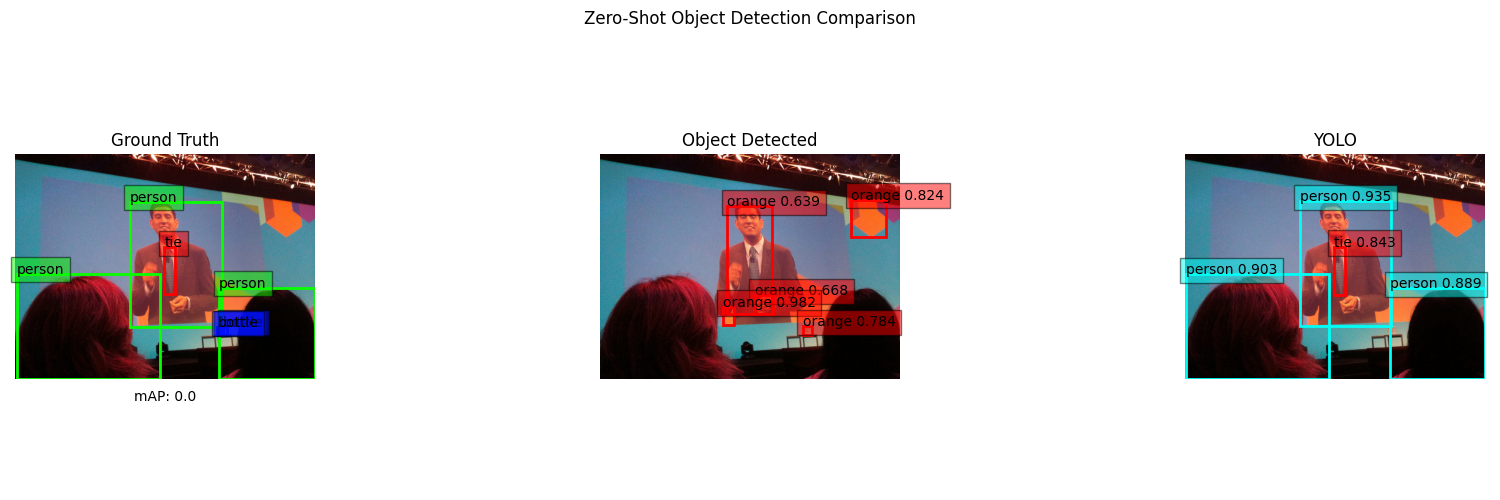 Zero-Shot Object Detection Comparison
Ground Truth
person
tie
person
person
bottle
mAP: 0.0
Object Detected
orange 0.824
orange 0.639
orange 0.668
orange 0.982
orange 0.784
YOLO
person 0.935
tie 0.843
person 0.903
person 0.889